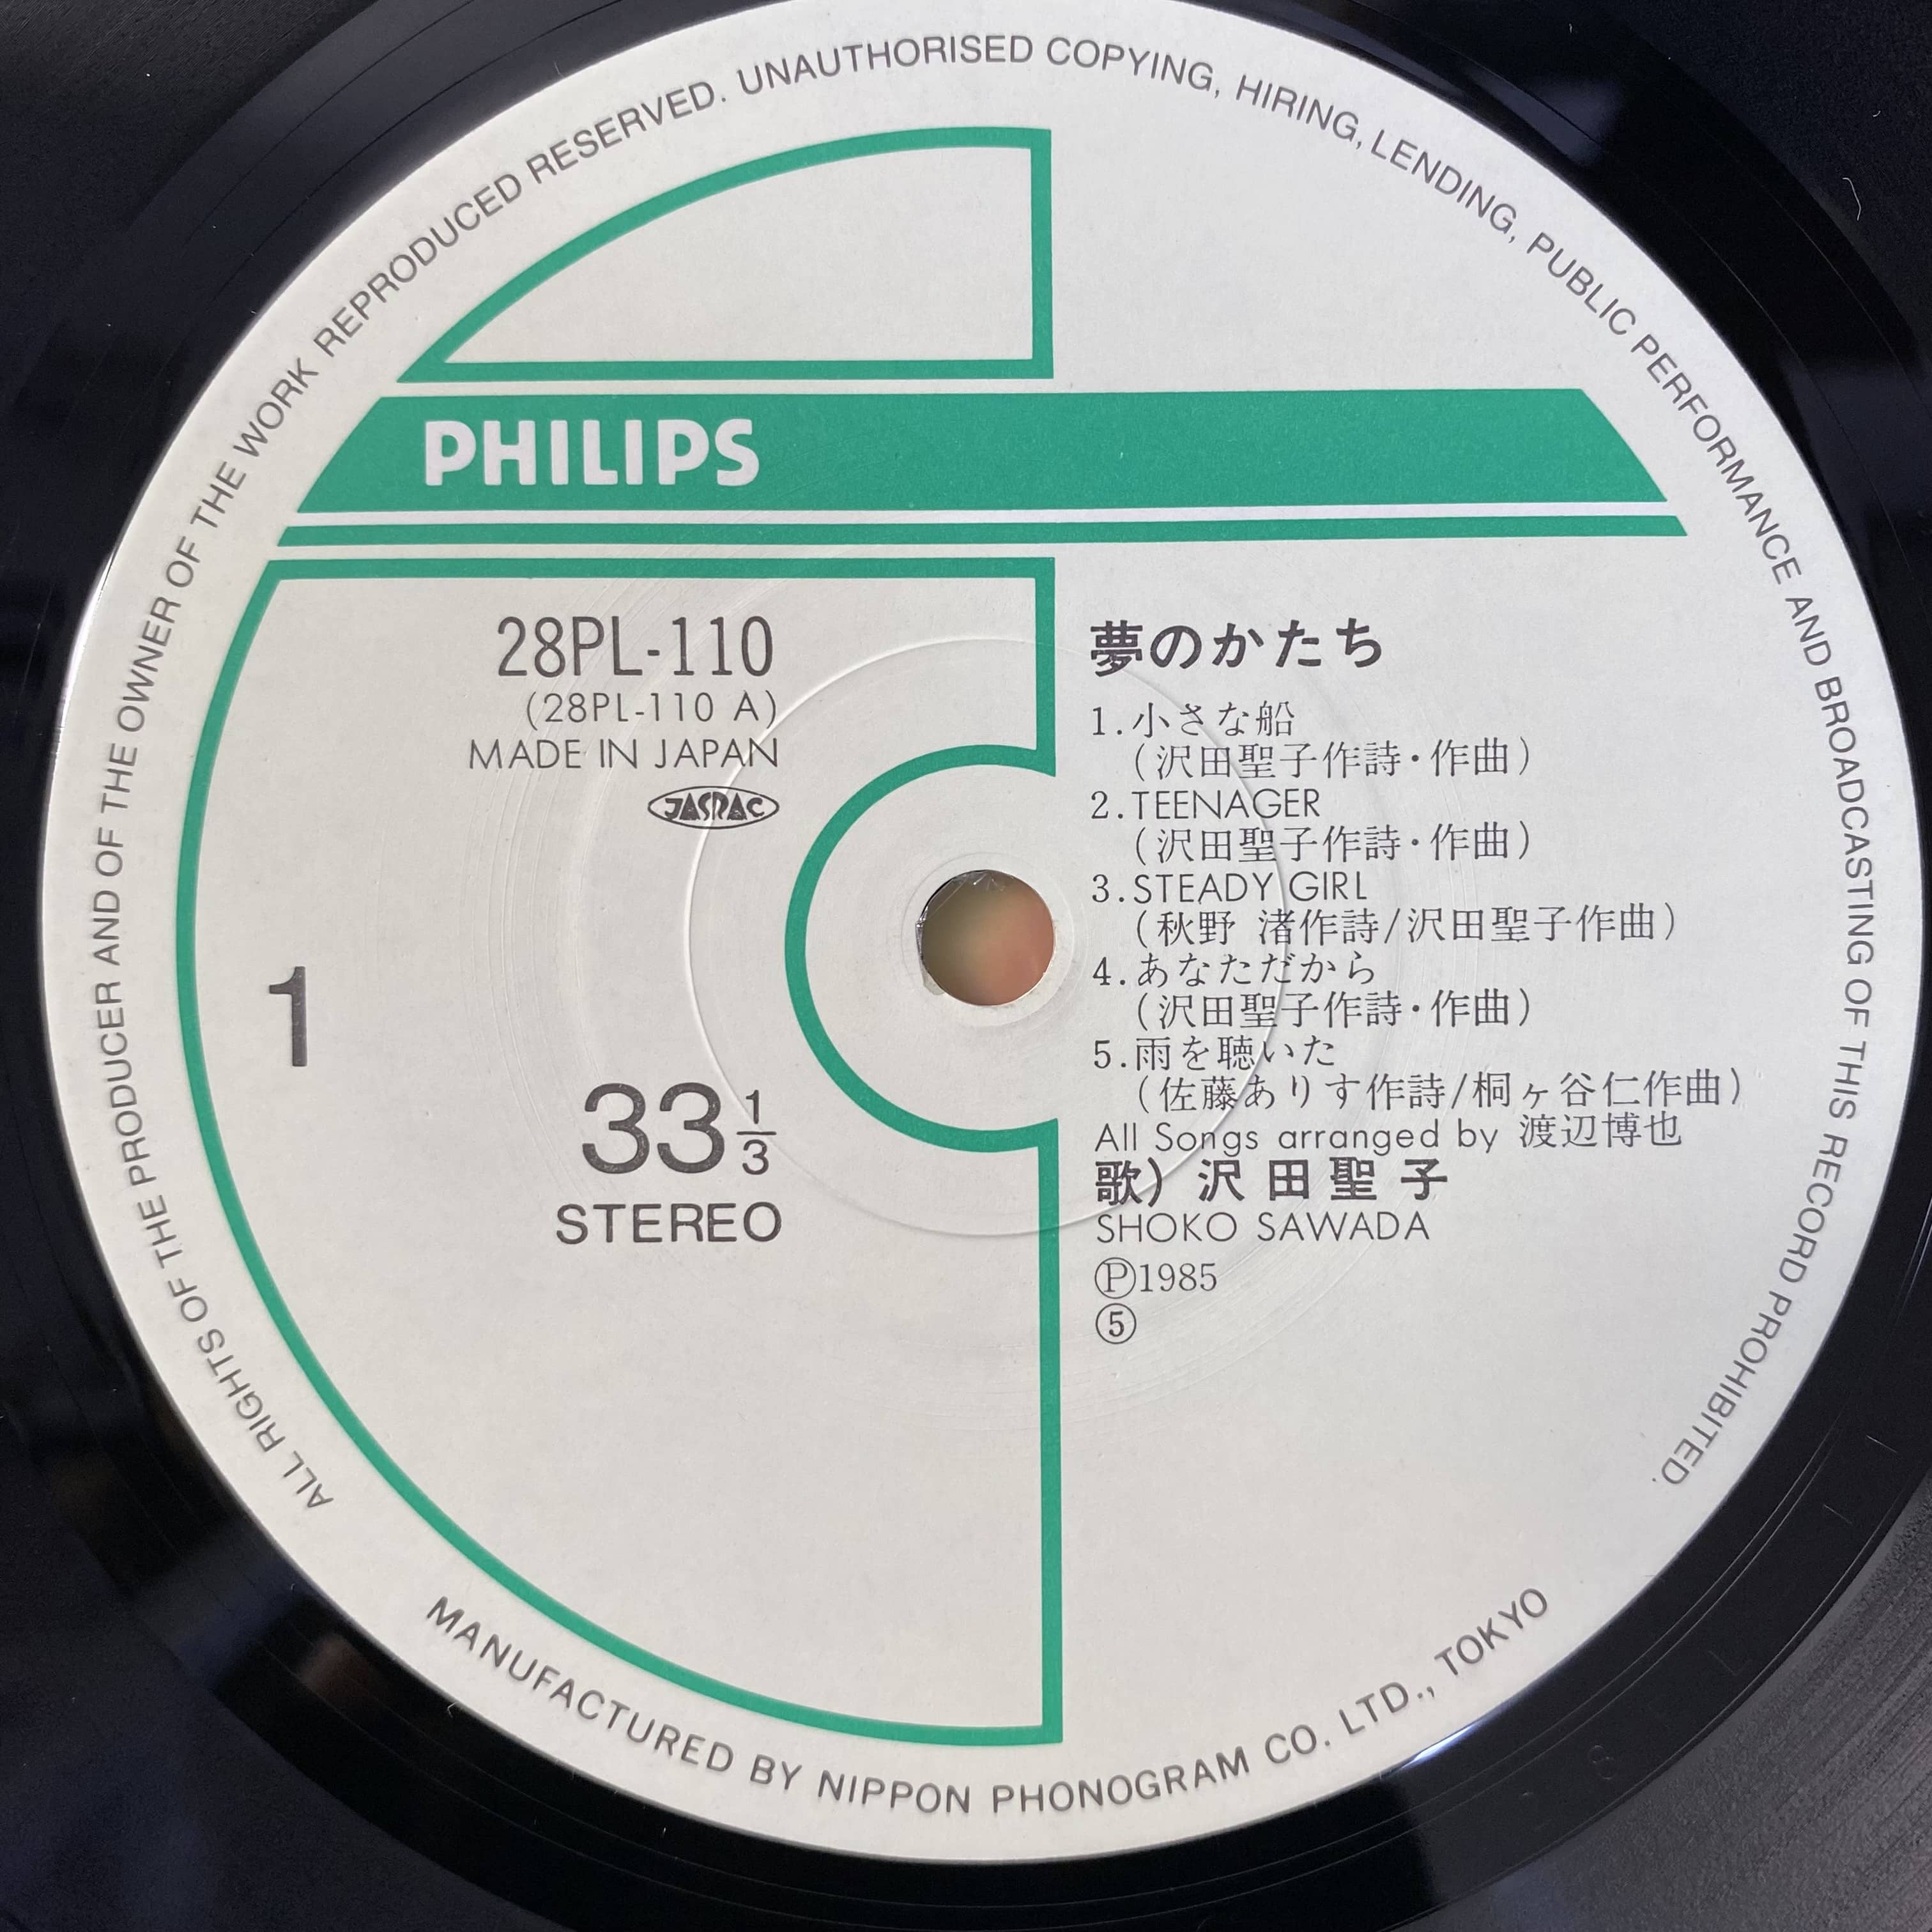 ALL RIGHTS OF THE PRODUCER AND OF THE OWNER OF THE WORK REPRODUCED RESERVED. UNAUTHORISED COPYING, HIRING, LENDING, PUBLIC PERFORMANCE AND BROADCASTING OF THIS RECORD PROHIBITED.
PHILIPS
28PL-110
(28PL-110 A)
MADE IN JAPAN
JASRAC
1
33 1/3
STEREO
夢のかたち
1.小さな船
(沢田聖子作詩・作曲)
2.TEENAGER
(沢田聖子作詩・作曲)
3.STEADY GIRL
(秋野 渚作詩/沢田聖子作曲)
4.あなただから
(沢田聖子作詩・作曲)
5.雨を聴いた
(佐藤ありす作詩/桐ヶ谷仁作曲)
All Songs arranged by 渡辺博也
歌) 沢田聖子
SHOKO SAWADA
Ⓟ1985
⑤
MANUFACTURED BY NIPPON PHONOGRAM CO. LTD., TOKYO